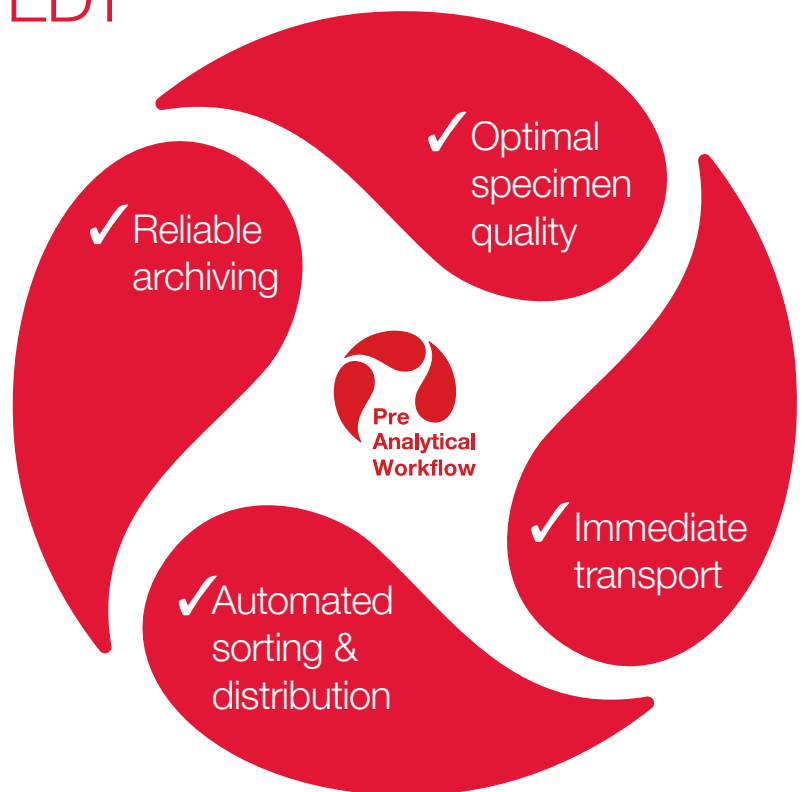 ✓Optimal
specimen
quality
✓Immediate
transport
✓Automated
sorting &
distribution
✓Reliable
archiving
Pre
Analytical
Workflow